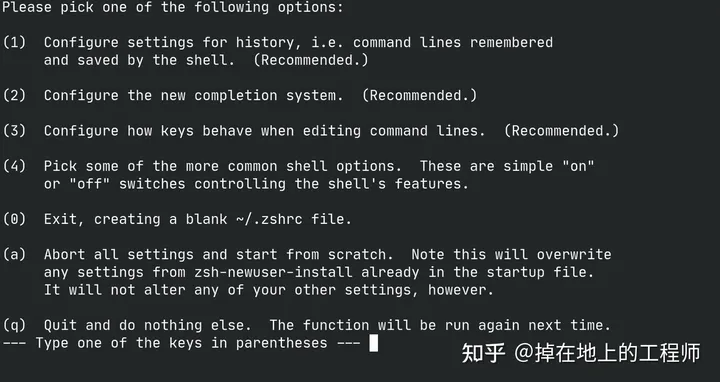 Please pick one of the following options:
(1)  Configure settings for history, i.e. command lines remembered
and saved by the shell.  (Recommended.)
(2)  Configure the new completion system.  (Recommended.)
(3)  Configure how keys behave when editing command lines.  (Recommended.)
(4)  Pick some of the more common shell options.  These are simple "on"
or "off" switches controlling the shell's features.
(0)  Exit, creating a blank ~/.zshrc file.
(a)  Abort all settings and start from scratch.  Note this will overwrite
any settings from zsh-newuser-install already in the startup file.
It will not alter any of your other settings, however.
(q)  Quit and do nothing else.  The function will be run again next time.
--- Type one of the keys in parentheses ---
知乎 @掉在地上的工程师